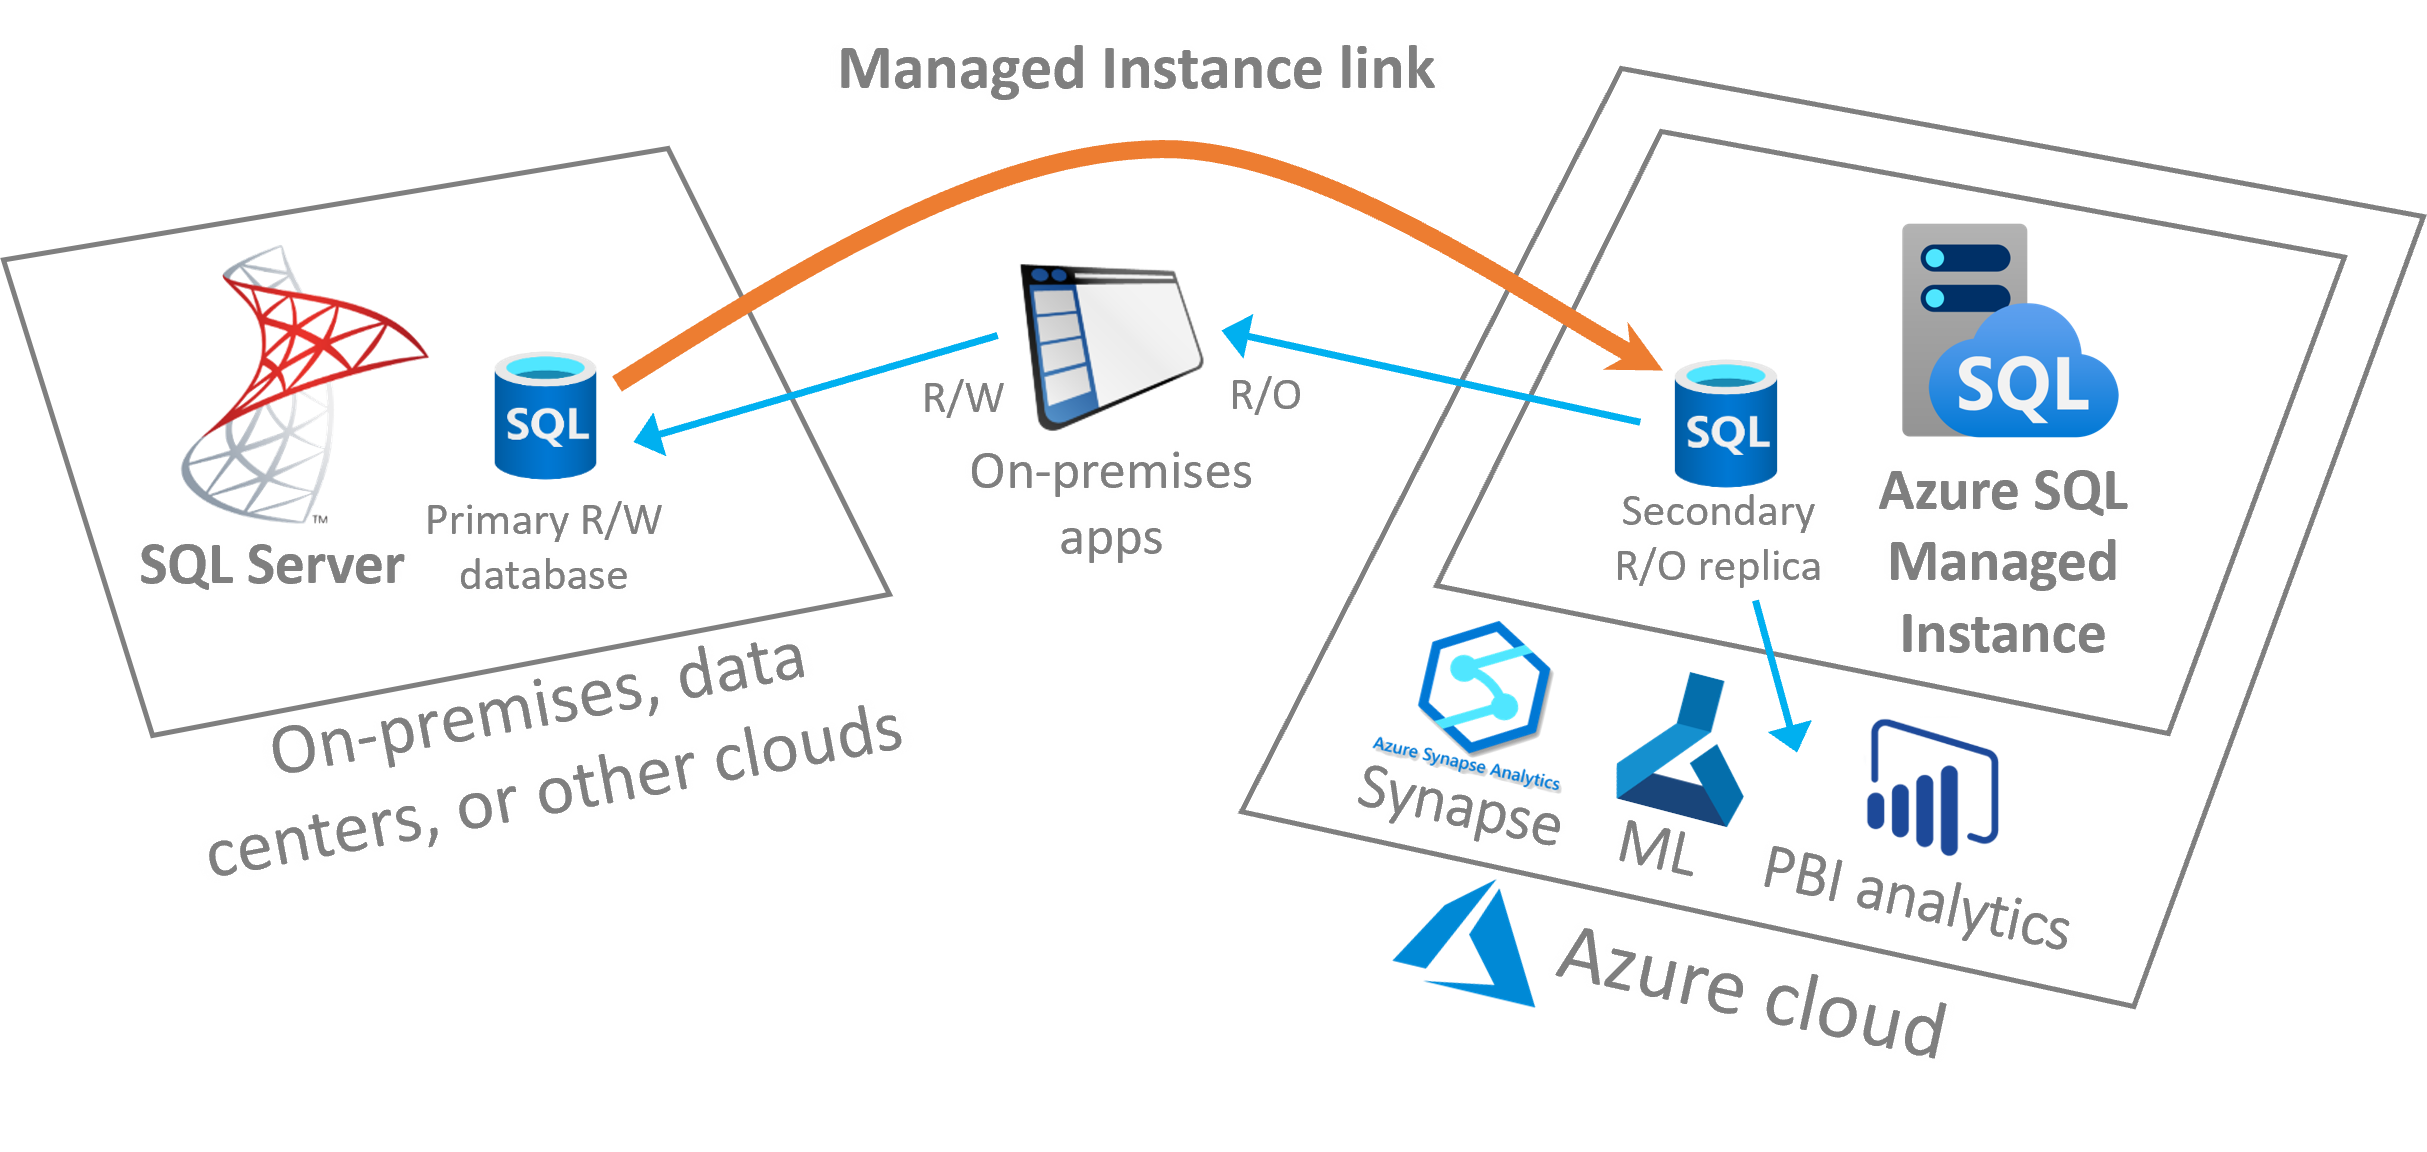 Managed Instance link
SQL
TM
SQL Server
Primary R/W
database
On-premises, data
centers, or other clouds
R/W
R/O
On-premises
apps
SQL
Secondary
R/O replica
SQL
Azure SQL
Managed
Instance
Azure Synapse Analytics
Synapse
ML
PBI analytics
Azure cloud